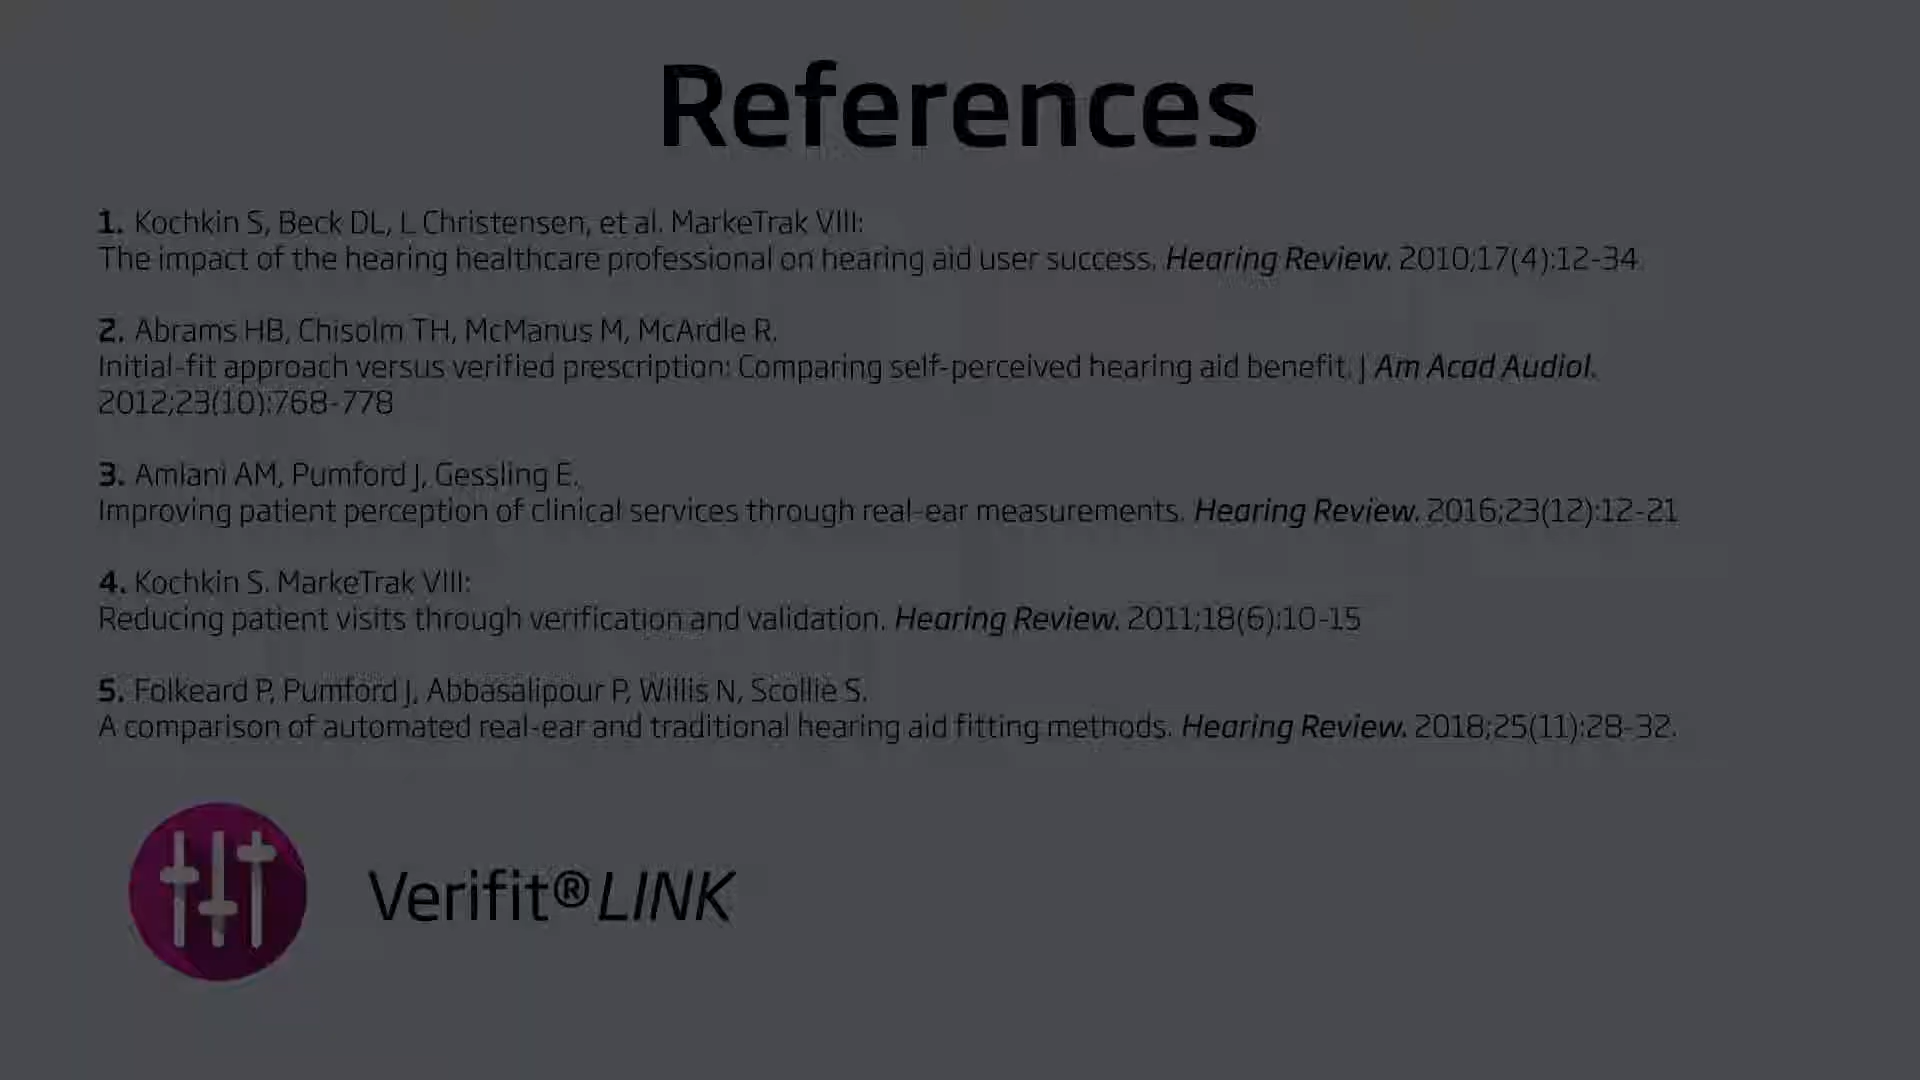 References
1. Kochkin S, Beck DL, L Christensen, et al. MarkeTrak VIII:
The impact of the hearing healthcare professional on hearing aid user success. Hearing Review. 2010;17(4):12-34
2. Abrams HB, Chisolm TH, McManus M, McArdle R.
Initial-fit approach versus verified prescription: Comparing self-perceived hearing aid benefit. J Am Acad Audiol.
2012;23(10):768-778
3. Amlani AM, Pumford J, Gessling E.
Improving patient perception of clinical services through real-ear measurements. Hearing Review. 2016;23(12):12-21
4. Kochkin S. MarkeTrak VIII:
Reducing patient visits through verification and validation. Hearing Review. 2011;18(6):10-15
5. Folkeard P, Pumford J, Abbasalipour P, Willis N, Scollie S.
A comparison of automated real-ear and traditional hearing aid fitting methods. Hearing Review. 2018;25(11):28-32.
Verifit®LINK